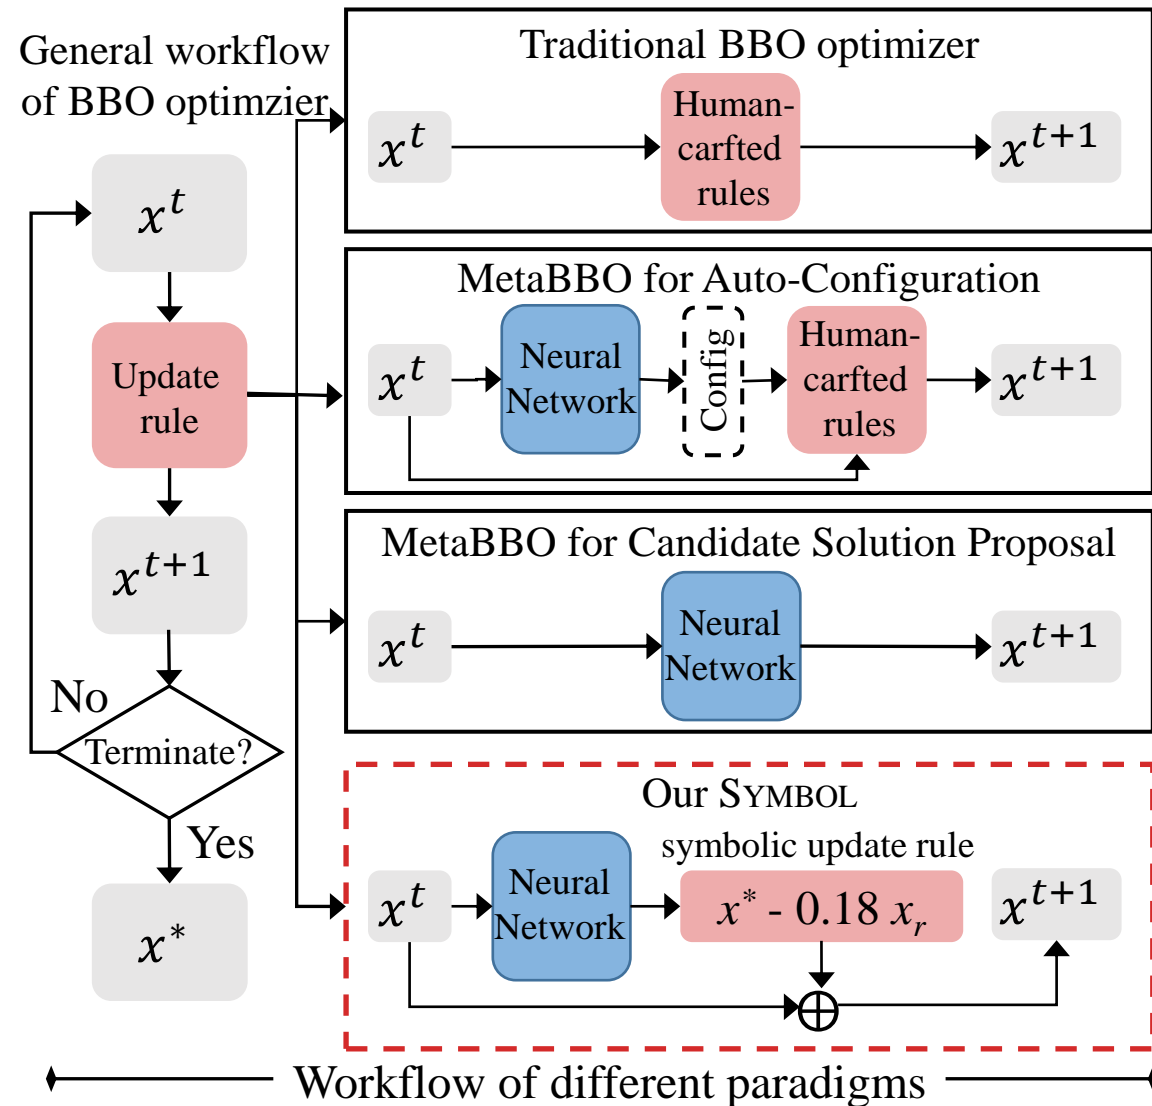 General workflow
of BBO optimzier
x^t
Update
rule
x^{t+1}
No
Terminate?
Yes
x^*
Traditional BBO optimizer
x^t
Human-
carfted
rules
x^{t+1}
MetaBBO for Auto-Configuration
x^t
Neural
Network
Config
Human-
carfted
rules
x^{t+1}
MetaBBO for Candidate Solution Proposal
x^t
Neural
Network
x^{t+1}
Our SYMBOL
symbolic update rule
x^t
Neural
Network
x^* - 0.18 x_r
x^{t+1}
⊕
Workflow of different paradigms